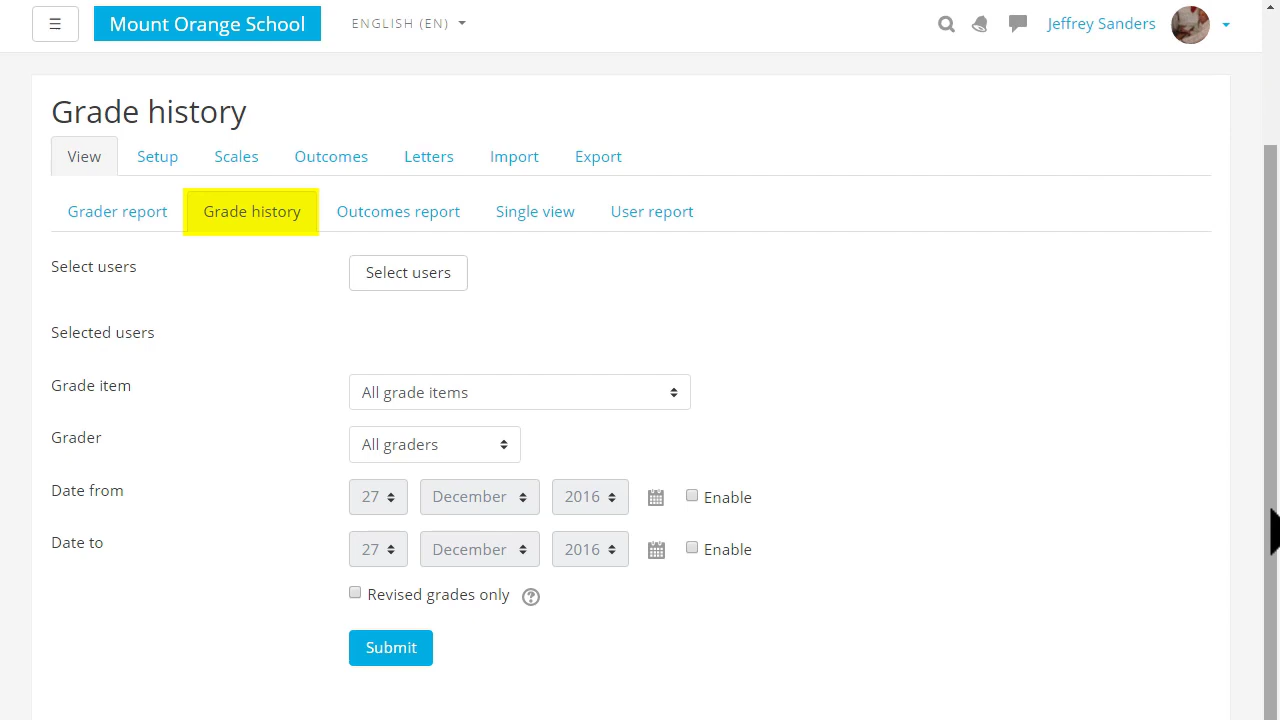 ☰ Mount Orange School ENGLISH (EN) Jeffrey Sanders
Grade history
View Setup Scales Outcomes Letters Import Export
Grader report Grade history Outcomes report Single view User report
Select users Select users
Selected users
Grade item All grade items
Grader All graders
Date from 27 December 2016 Enable
Date to 27 December 2016 Enable
Revised grades only ?
Submit